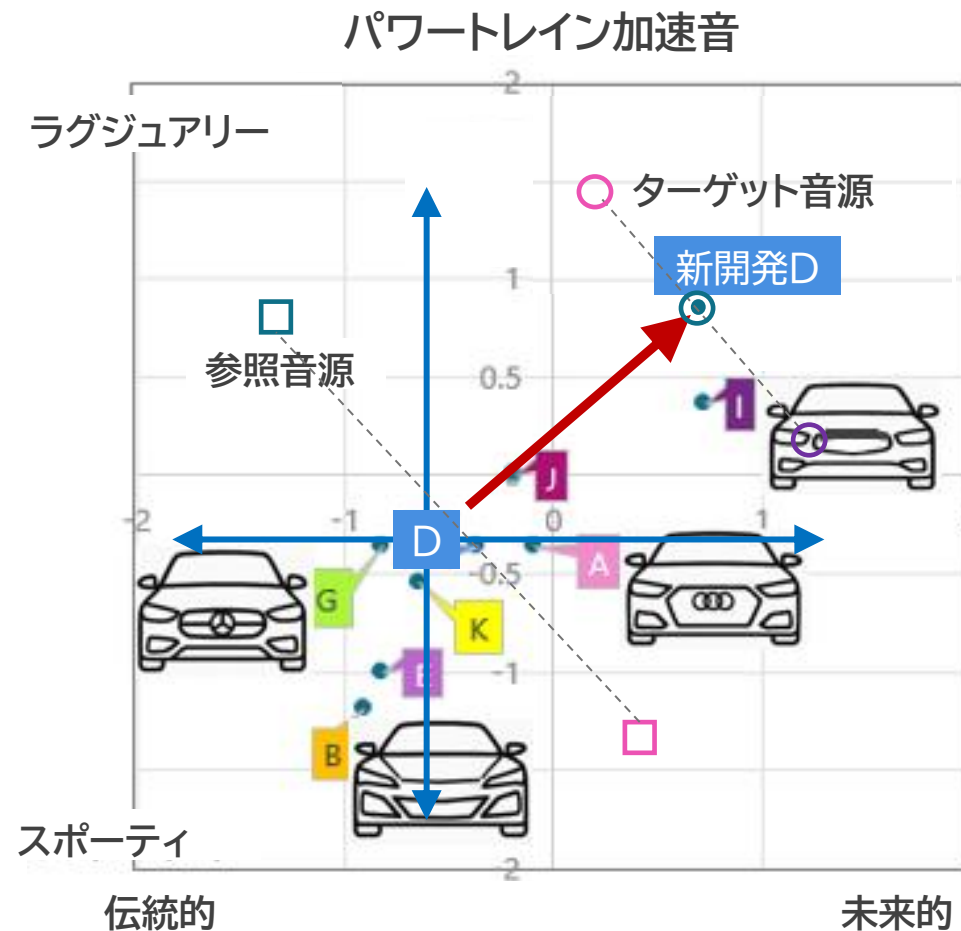 パワートレイン加速音
2
ラグジュアリー
ターゲット音源
新開発D
1
参照音源
0.5
I
J
-2
-1
0
1
D
A
-0.5
G
K
E
-1
B
スポーティ
-2
伝統的
未来的